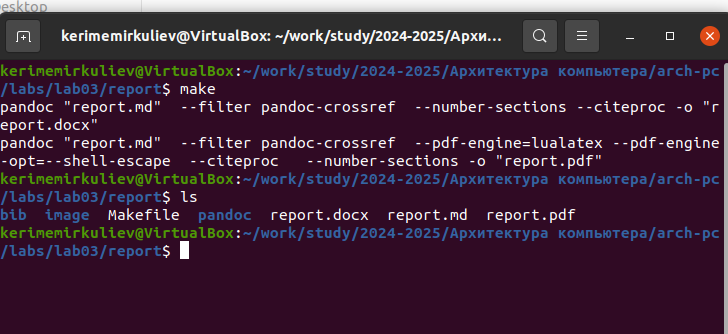 Desktop
kerimemirkuliev@VirtualBox: ~/work/study/2024-2025/Архи…
kerimemirkuliev@VirtualBox:~/work/study/2024-2025/Архитектура компьютера/arch-pc
/labs/lab03/report$ make
pandoc "report.md"  --filter pandoc-crossref  --number-sections --citeproc -o "r
eport.docx"
pandoc "report.md"  --filter pandoc-crossref  --pdf-engine=lualatex --pdf-engine
-opt=--shell-escape  --citeproc   --number-sections -o "report.pdf"
kerimemirkuliev@VirtualBox:~/work/study/2024-2025/Архитектура компьютера/arch-pc
/labs/lab03/report$ ls
bib  image  Makefile  pandoc  report.docx  report.md  report.pdf
kerimemirkuliev@VirtualBox:~/work/study/2024-2025/Архитектура компьютера/arch-pc
/labs/lab03/report$